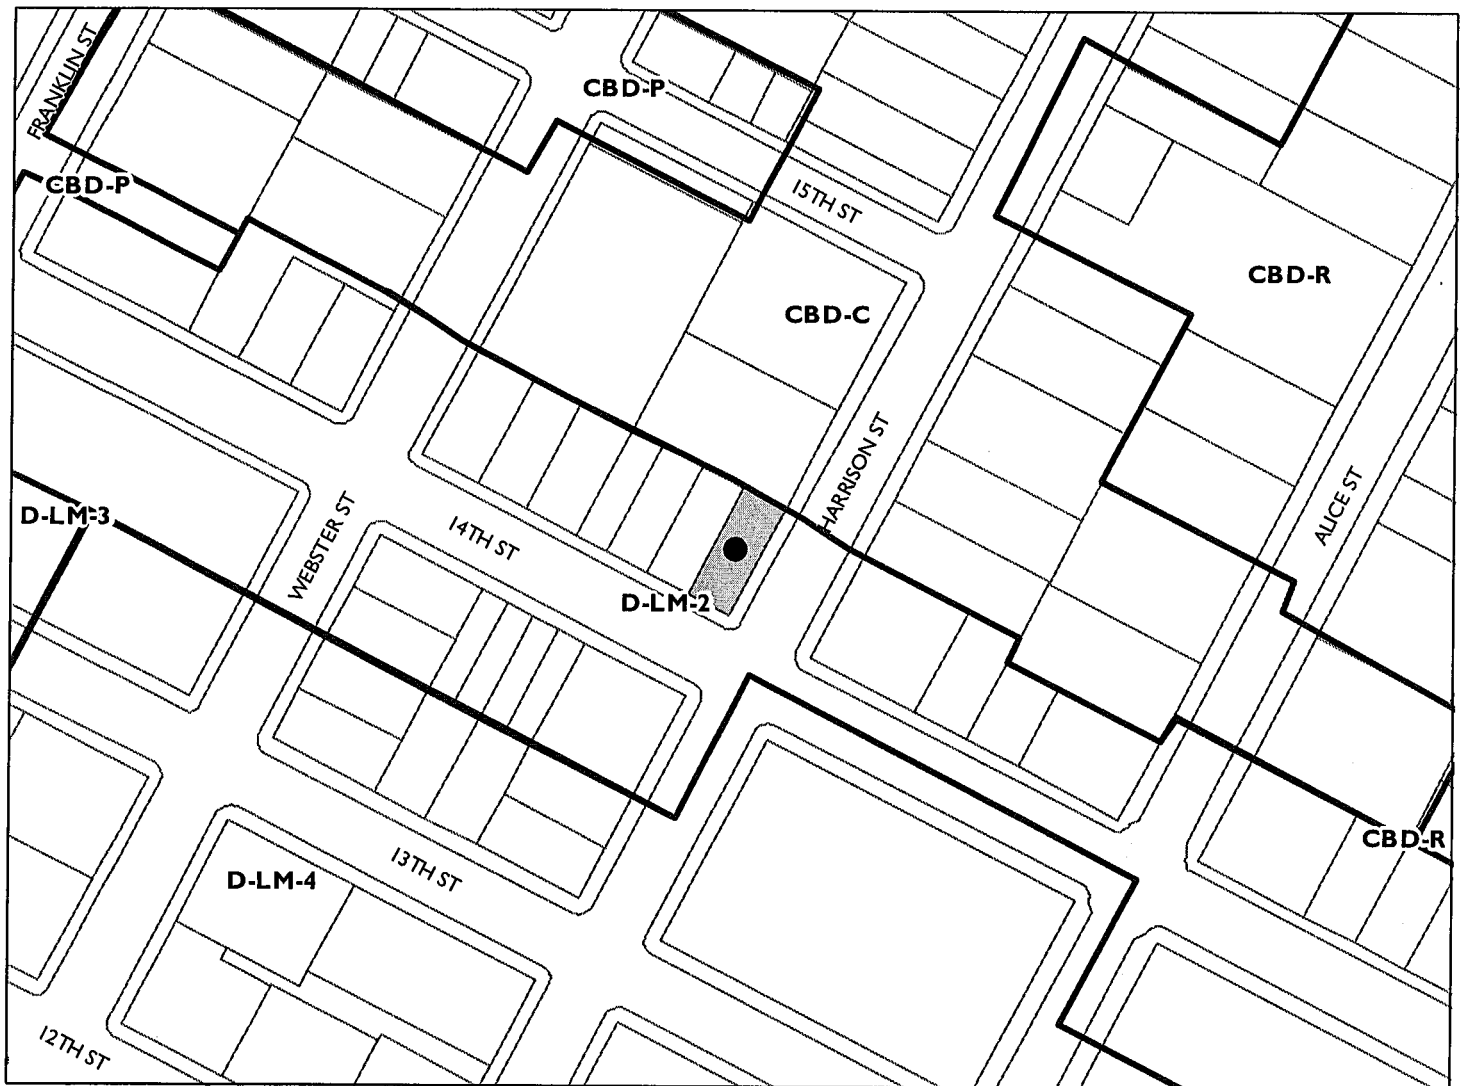 FRANKLIN ST
CBD-P
CBD-P
15TH ST
CBD-R
CBD-C
HARRISON ST
ALICE ST
D-LM-3
WEBSTER ST
14TH ST
D-LM-2
CBD-R
13TH ST
D-LM-4
12TH ST